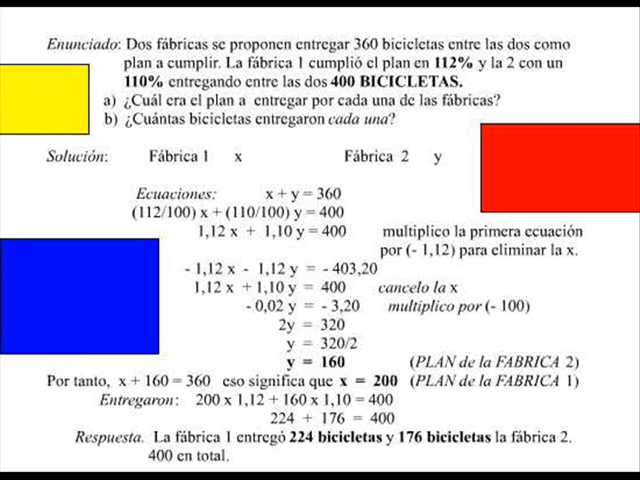 Enunciado: Dos fábricas se proponen entregar 360 bicicletas entre las dos como
plan a cumplir. La fábrica 1 cumplió el plan en 112% y la 2 con un
110% entregando entre las dos 400 BICICLETAS.
a) ¿Cuál era el plan a entregar por cada una de las fábricas?
b) ¿Cuántas bicicletas entregaron cada una?
Solución: Fábrica 1 x Fábrica 2 y
Ecuaciones: x + y = 360
(112/100) x + (110/100) y = 400
1,12 x + 1,10 y = 400 multiplico la primera ecuación
por (- 1,12) para eliminar la x.
- 1,12 x - 1,12 y = - 403,20
1,12 x + 1,10 y = 400 cancelo la x
- 0,02 y = - 3,20 multiplico por (- 100)
2y = 320
y = 320/2
y = 160 (PLAN de la FABRICA 2)
Por tanto, x + 160 = 360 eso significa que x = 200 (PLAN de la FABRICA 1)
Entregaron: 200 x 1,12 + 160 x 1,10 = 400
224 + 176 = 400
Respuesta. La fábrica 1 entregó 224 bicicletas y 176 bicicletas la fábrica 2.
400 en total.